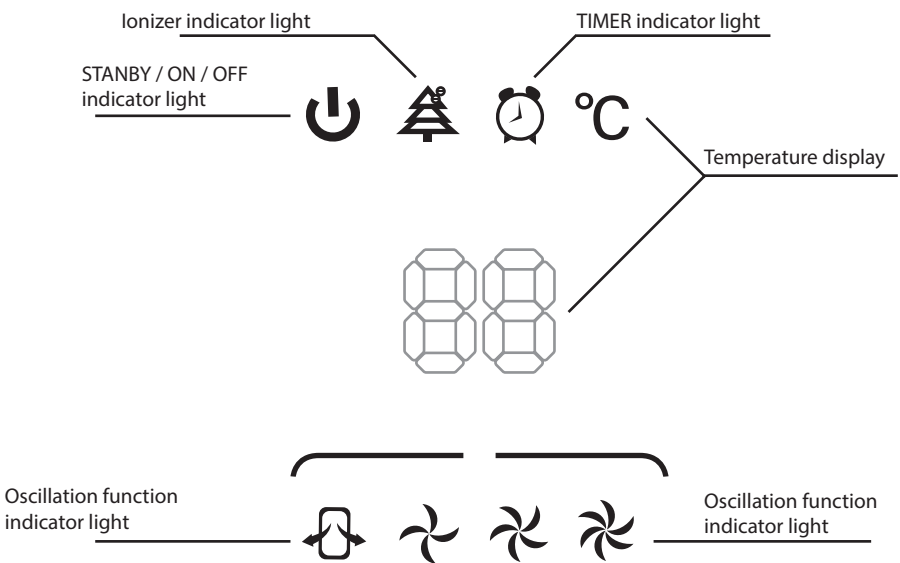 Ionizer indicator light
TIMER indicator light
STANBY / ON / OFF
indicator light
°C
Temperature display
88
Oscillation function
indicator light
Oscillation function
indicator light